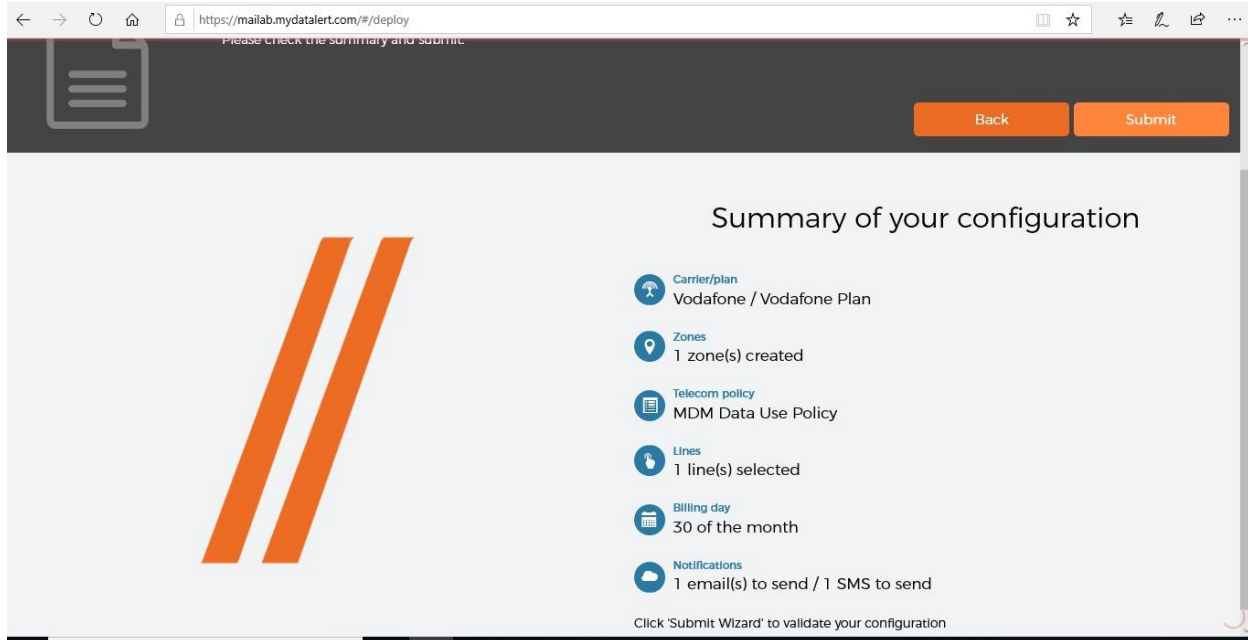 https://mailab.mydatalert.com/#/deploy
Please check the summary and submit.
Back
Submit
Summary of your configuration
Carrier/plan
Vodafone / Vodafone Plan
Zones
1 zone(s) created
Telecom policy
MDM Data Use Policy
Lines
1 line(s) selected
Billing day
30 of the month
Notifications
1 email(s) to send / 1 SMS to send
Click 'Submit Wizard' to validate your configuration